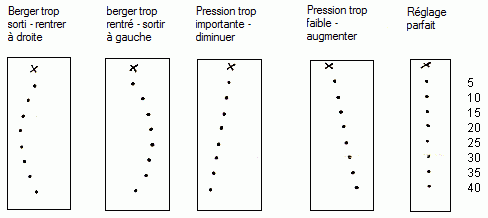 Berger trop
sorti - rentrer
à droite
berger trop
rentré - sortir
à gauche
Pression trop
importante -
diminuer
Pression trop
faible -
augmenter
Réglage
parfait
5
10
15
20
25
30
35
40